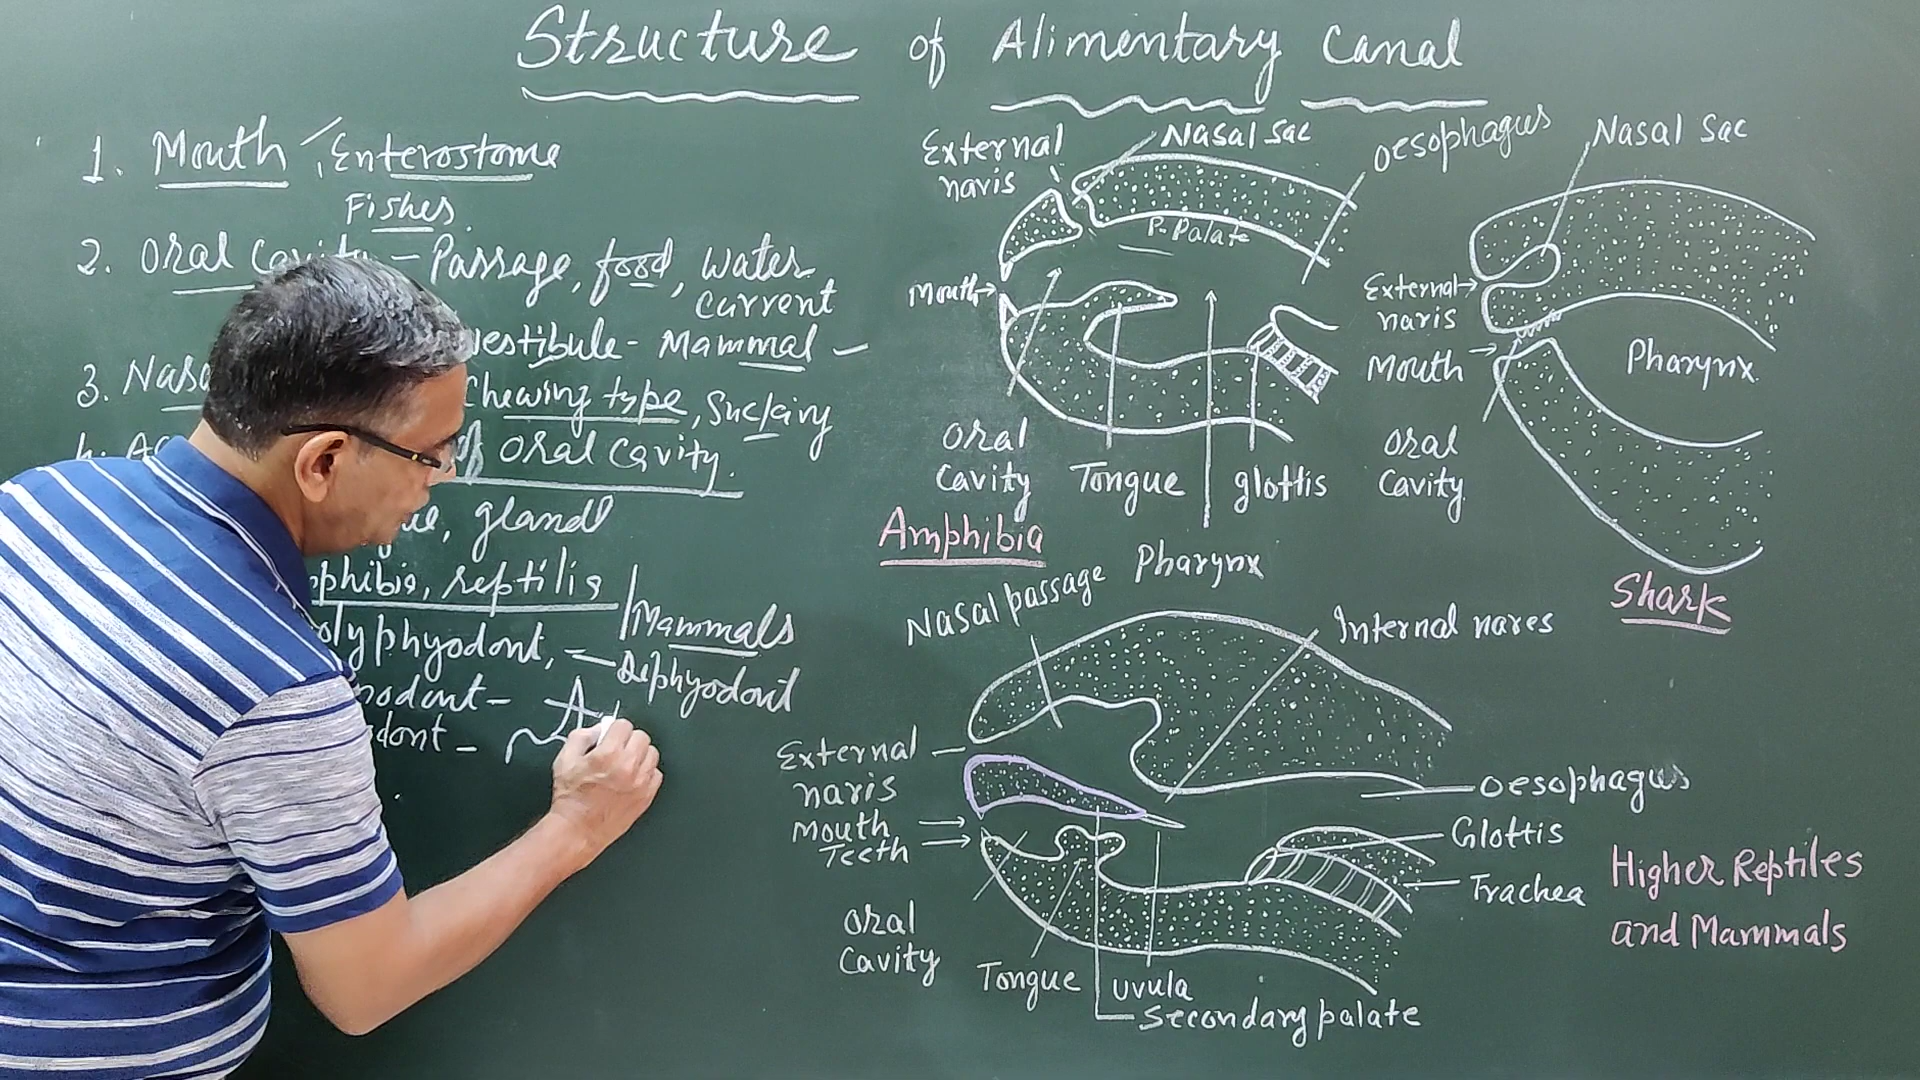 Structure of Alimentary Canal
1. Mouth, Enterostome
Fishes.
2. Oral Cavity - Passage, food, water
current
vestibule - Mammal -
3. Nasa
Chewing type, Sucking
4.
of oral cavity.
gland
phibia, reptilia
Mammals
olyphyodont, - Diphyodont
odont -
dont -
External
naris
Nasal Sac
Oesophagus
P. Palate
Mouth
Oral
Cavity
Tongue
glottis
Pharynx
Amphibia
Nasal Sac
External
naris
Mouth
Pharynx
Oral
Cavity
Shark
Nasal passage
Internal nares
External
naris
Mouth
Teeth
Oesophagus
Glottis
Trachea
Oral
Cavity
Tongue
Uvula
Secondary palate
Higher Reptiles
and Mammals